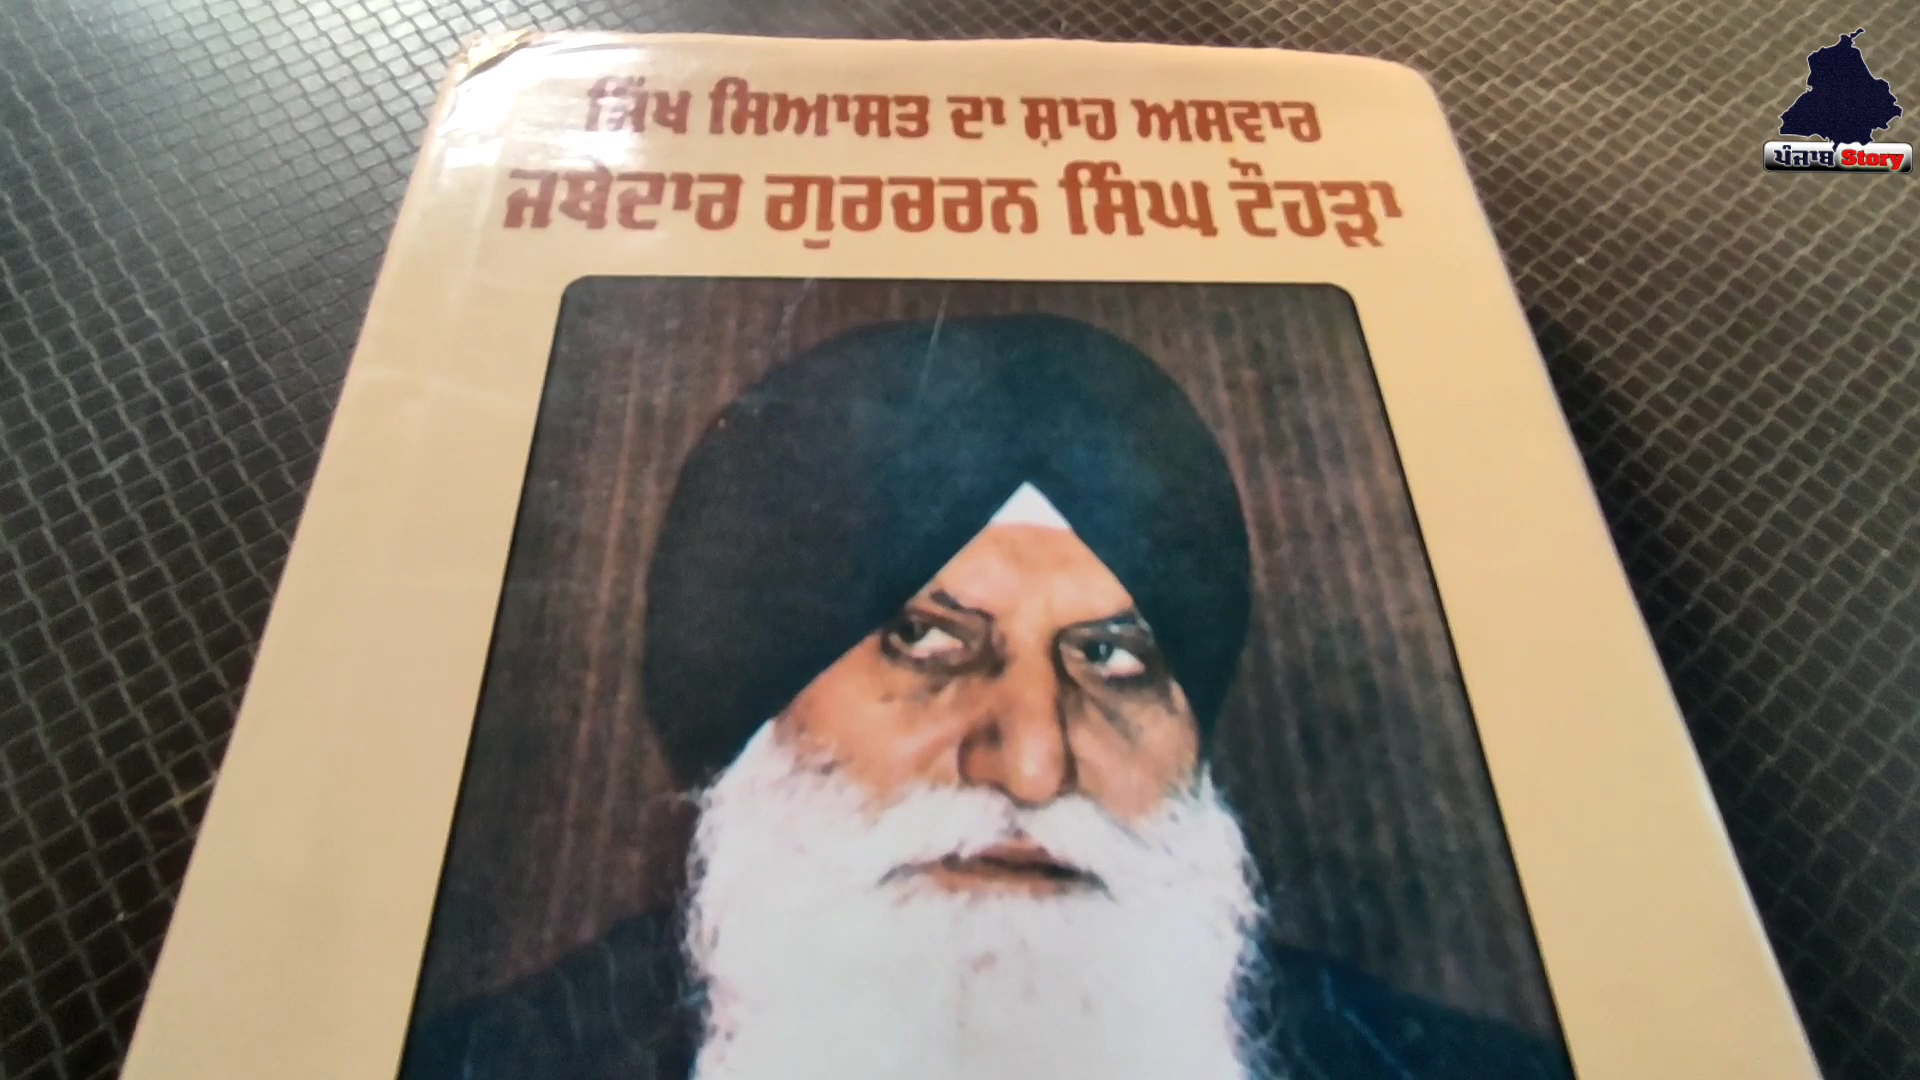 ਸਿੱਖ ਸਿਆਸਤ ਦਾ ਸ਼ਾਹ ਅਸਵਾਰ
ਜਥੇਦਾਰ ਗੁਰਚਰਨ ਸਿੰਘ ਟੌਹੜਾ
ਪੰਜਾਬ Story